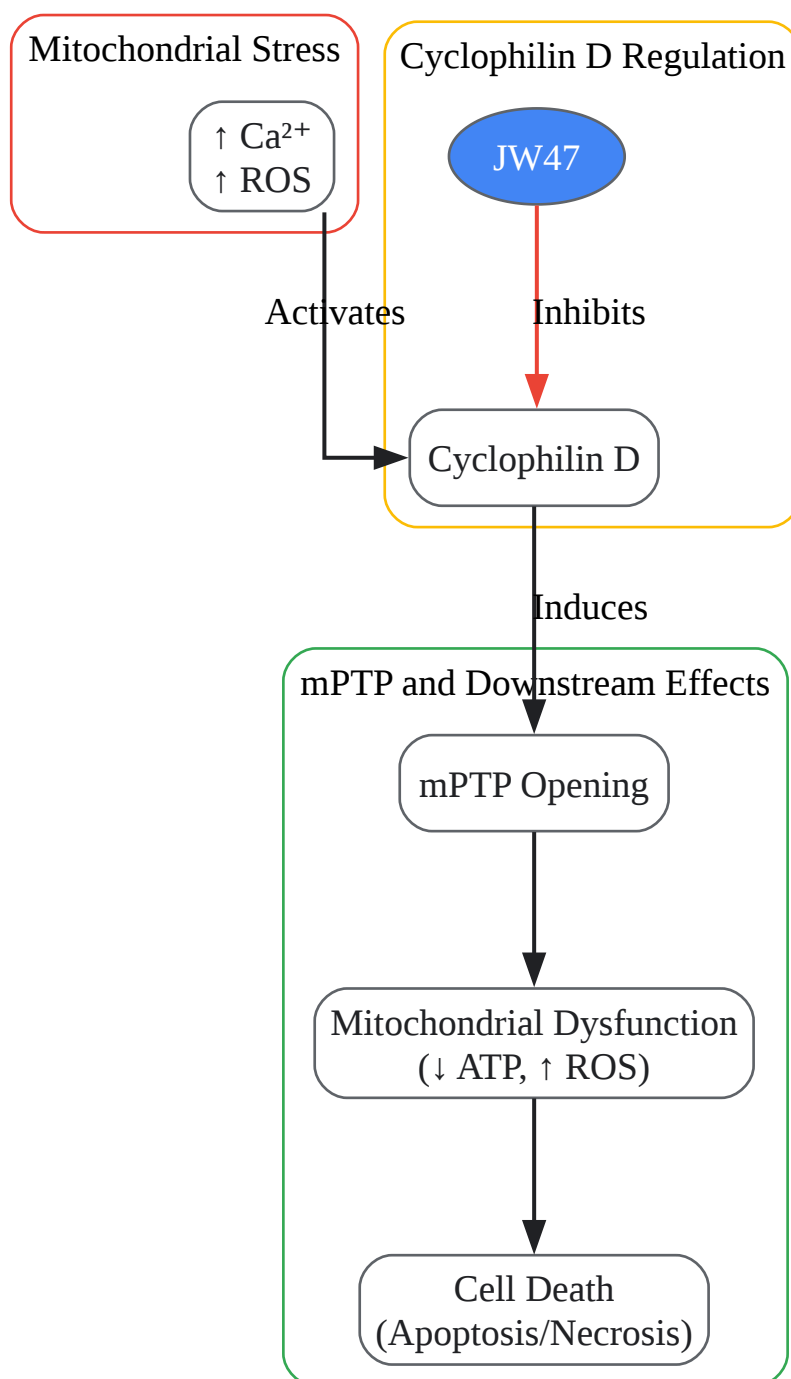 Mitochondrial Stress
↑ Ca²⁺
↑ ROS
Cyclophilin D Regulation
JW47
Activates
Inhibits
Cyclophilin D
Induces
mPTP and Downstream Effects
mPTP Opening
Mitochondrial Dysfunction
(↓ ATP, ↑ ROS)
Cell Death
(Apoptosis/Necrosis)